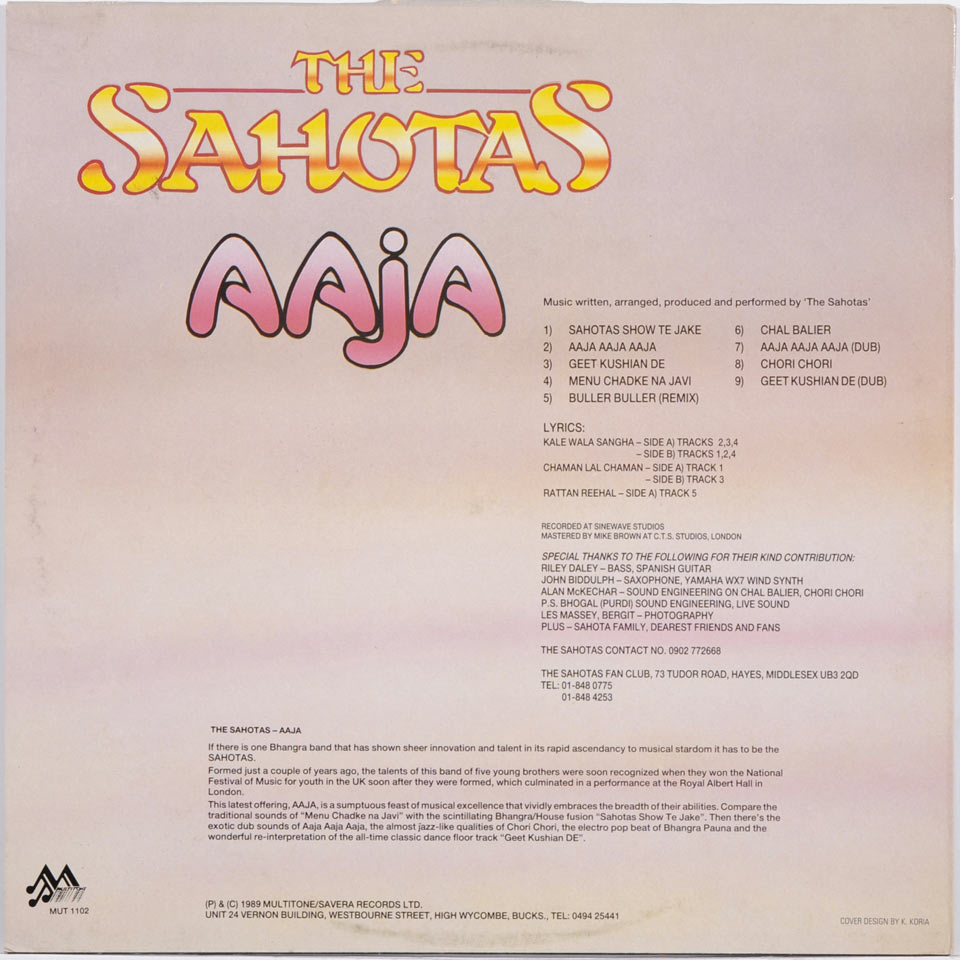 THE
SAHOTAS
AAJA
Music written, arranged, produced and performed by 'The Sahotas'
1) SAHOTAS SHOW TE JAKE
2) AAJA AAJA AAJA
3) GEET KUSHIAN DE
4) MENU CHADKE NA JAVI
5) BULLER BULLER (REMIX)
6) CHAL BALIER
7) AAJA AAJA AAJA (DUB)
8) CHORI CHORI
9) GEET KUSHIAN DE (DUB)
LYRICS:
KALE WALA SANGHA – SIDE A) TRACKS 2,3,4
– SIDE B) TRACKS 1,2,4
CHAMAN LAL CHAMAN – SIDE A) TRACK 1
– SIDE B) TRACK 3
RATTAN REEHAL – SIDE A) TRACK 5
RECORDED AT SINEWAVE STUDIOS
MASTERED BY MIKE BROWN AT C.T.S. STUDIOS, LONDON
SPECIAL THANKS TO THE FOLLOWING FOR THEIR KIND CONTRIBUTION:
RILEY DALEY – BASS, SPANISH GUITAR
JOHN BIDDULPH – SAXOPHONE, YAMAHA WX7 WIND SYNTH
ALAN McKECHAR – SOUND ENGINEERING ON CHAL BALIER, CHORI CHORI
P.S. BHOGAL (PURDI) SOUND ENGINEERING, LIVE SOUND
LES MASSEY, BERGIT – PHOTOGRAPHY
PLUS – SAHOTA FAMILY, DEAREST FRIENDS AND FANS
THE SAHOTAS CONTACT NO. 0902 772668
THE SAHOTAS FAN CLUB, 73 TUDOR ROAD, HAYES, MIDDLESEX UB3 2QD
TEL: 01-848 0775
01-848 4253
THE SAHOTAS – AAJA
If there is one Bhangra band that has shown sheer innovation and talent in its rapid ascendancy to musical stardom it has to be the
SAHOTAS.
Formed just a couple of years ago, the talents of this band of five young brothers were soon recognized when they won the National
Festival of Music for youth in the UK soon after they were formed, which culminated in a performance at the Royal Albert Hall in
London.
This latest offering, AAJA, is a sumptuous feast of musical excellence that vividly embraces the breadth of their abilities. Compare the
traditional sounds of "Menu Chadke na Javi" with the scintillating Bhangra/House fusion "Sahotas Show Te Jake". Then there's the
exotic dub sounds of Aaja Aaja Aaja, the almost jazz-like qualities of Chori Chori, the electro pop beat of Bhangra Pauna and the
wonderful re-interpretation of the all-time classic dance floor track "Geet Kushian DE".
MULTITONE
MUT 1102
(P) & (C) 1989 MULTITONE/SAVERA RECORDS LTD.
UNIT 24 VERNON BUILDING, WESTBOURNE STREET, HIGH WYCOMBE, BUCKS., TEL: 0494 25441
COVER DESIGN BY K. KORIA